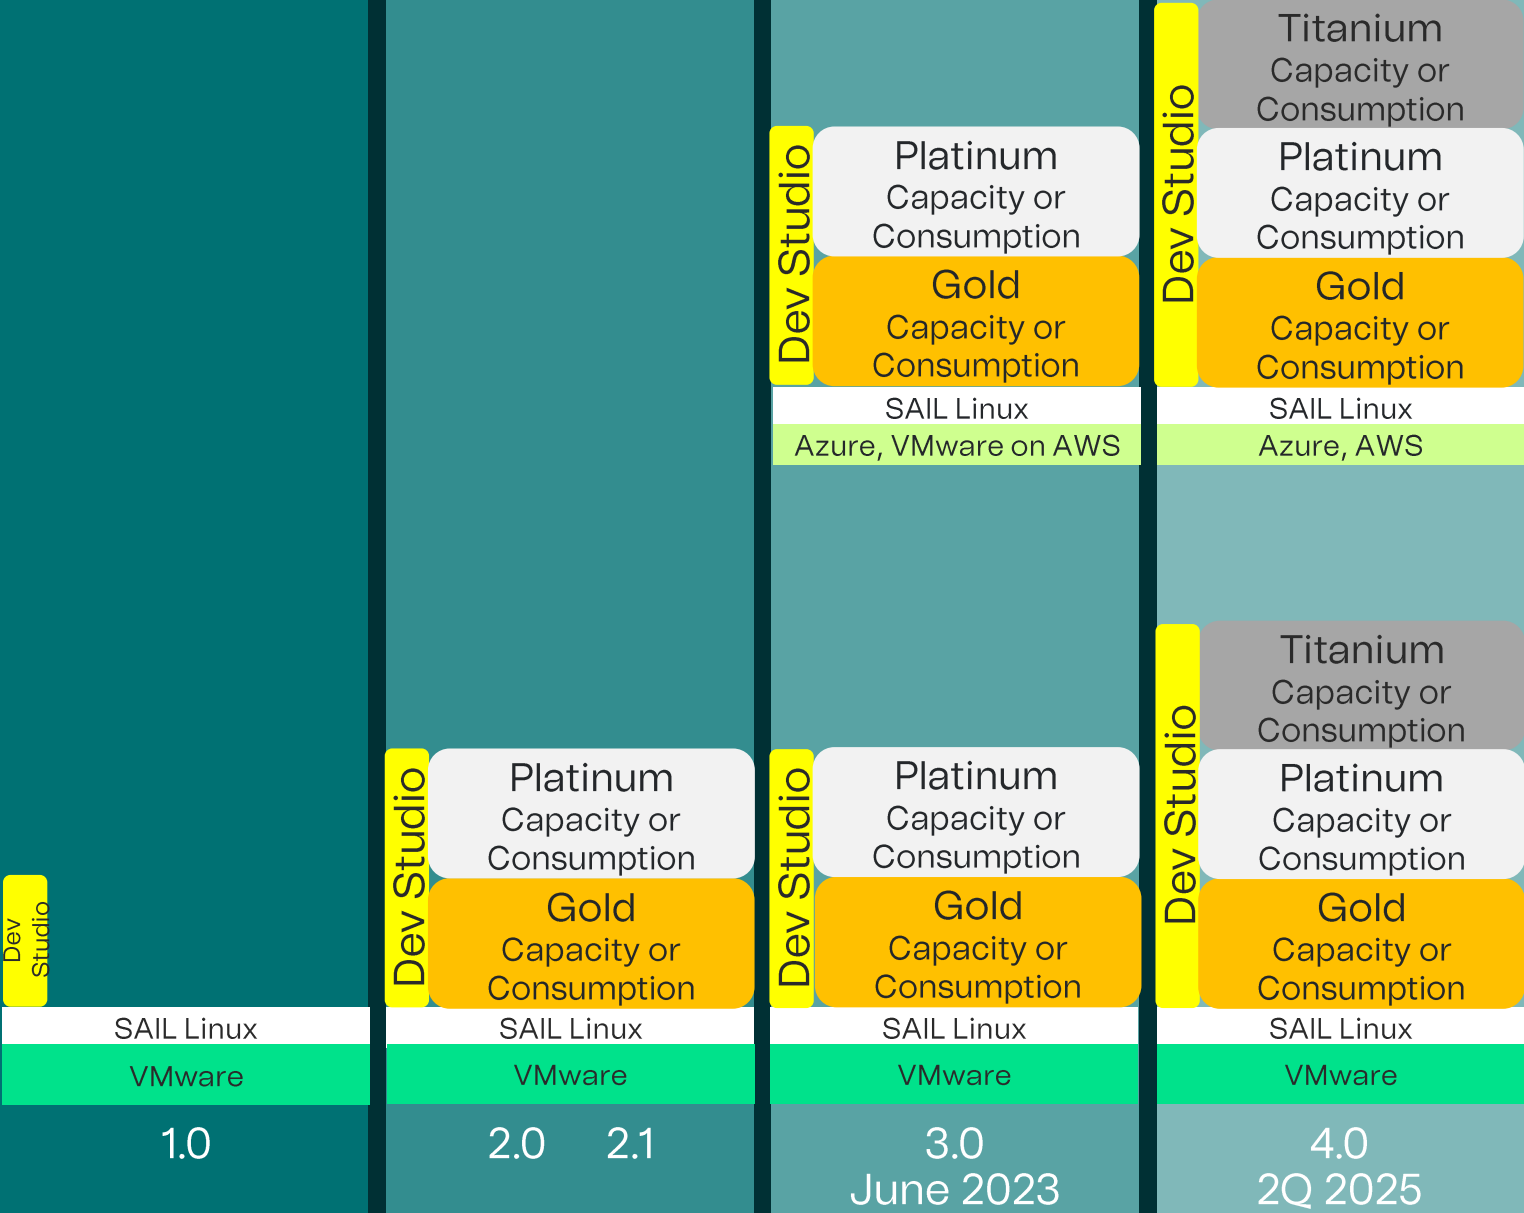 Dev
Studio
SAIL Linux
VMware
1.0
Dev Studio
Platinum
Capacity or
Consumption
Gold
Capacity or
Consumption
SAIL Linux
VMware
2.0 2.1
Dev Studio
Platinum
Capacity or
Consumption
Gold
Capacity or
Consumption
SAIL Linux
Azure, VMware on AWS
Dev Studio
Platinum
Capacity or
Consumption
Gold
Capacity or
Consumption
SAIL Linux
VMware
3.0
June 2023
Dev Studio
Titanium
Capacity or
Consumption
Platinum
Capacity or
Consumption
Gold
Capacity or
Consumption
SAIL Linux
Azure, AWS
Dev Studio
Titanium
Capacity or
Consumption
Platinum
Capacity or
Consumption
Gold
Capacity or
Consumption
SAIL Linux
VMware
4.0
2Q 2025